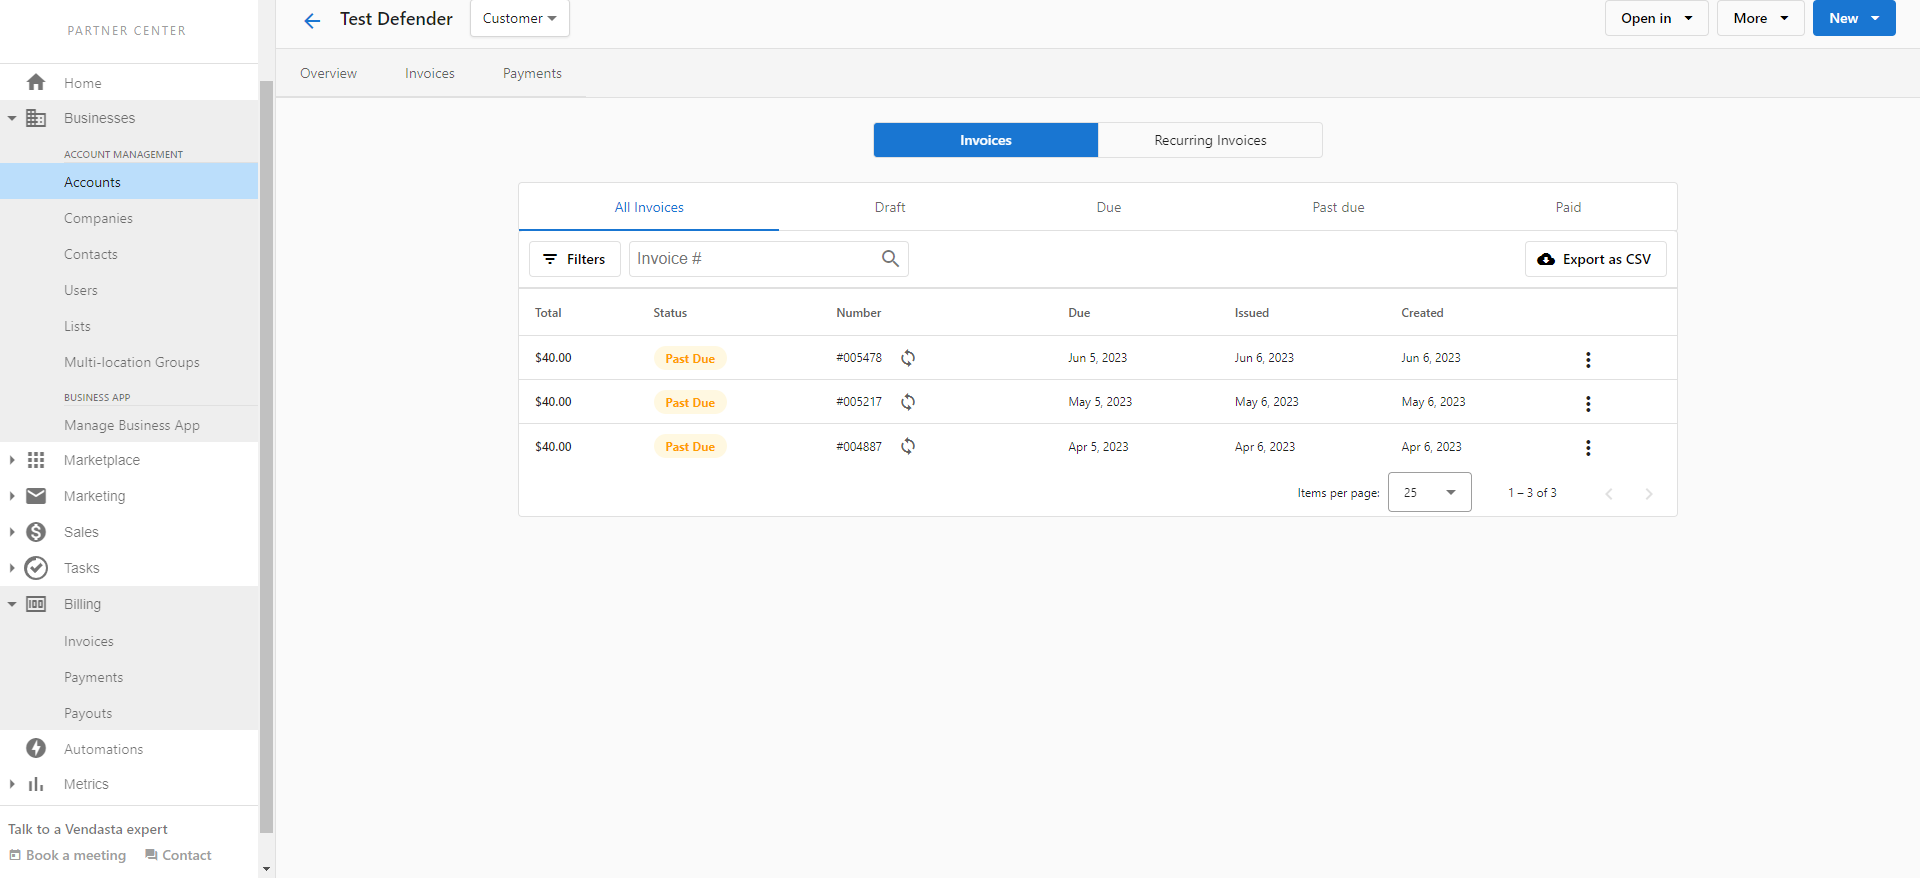 PARTNER CENTER
Home
Businesses
ACCOUNT MANAGEMENT
Accounts
Companies
Contacts
Users
Lists
Multi-location Groups
BUSINESS APP
Manage Business App
Marketplace
Marketing
Sales
Tasks
Billing
Invoices
Payments
Payouts
Automations
Metrics
Talk to a Vendasta expert
Book a meeting Contact
Test Defender Customer Open in More New
Overview Invoices Payments
Invoices Recurring Invoices
All Invoices Draft Due Past due Paid
Filters Invoice # Export as CSV
Total Status Number Due Issued Created
$40.00 Past Due #005478 Jun 5, 2023 Jun 6, 2023 Jun 6, 2023
$40.00 Past Due #005217 May 5, 2023 May 6, 2023 May 6, 2023
$40.00 Past Due #004887 Apr 5, 2023 Apr 6, 2023 Apr 6, 2023
Items per page: 25 1 – 3 of 3